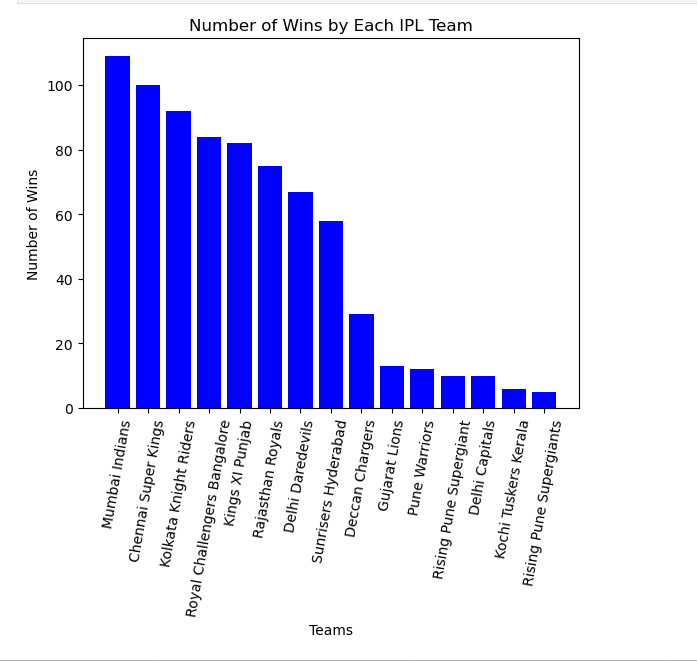 Number of Wins by Each IPL Team
Number of Wins
100
80
60
40
20
0
Mumbai Indians
Chennai Super Kings
Kolkata Knight Riders
Royal Challengers Bangalore
Kings XI Punjab
Rajasthan Royals
Delhi Daredevils
Sunrisers Hyderabad
Deccan Chargers
Gujarat Lions
Pune Warriors
Rising Pune Supergiant
Delhi Capitals
Kochi Tuskers Kerala
Rising Pune Supergiants
Teams